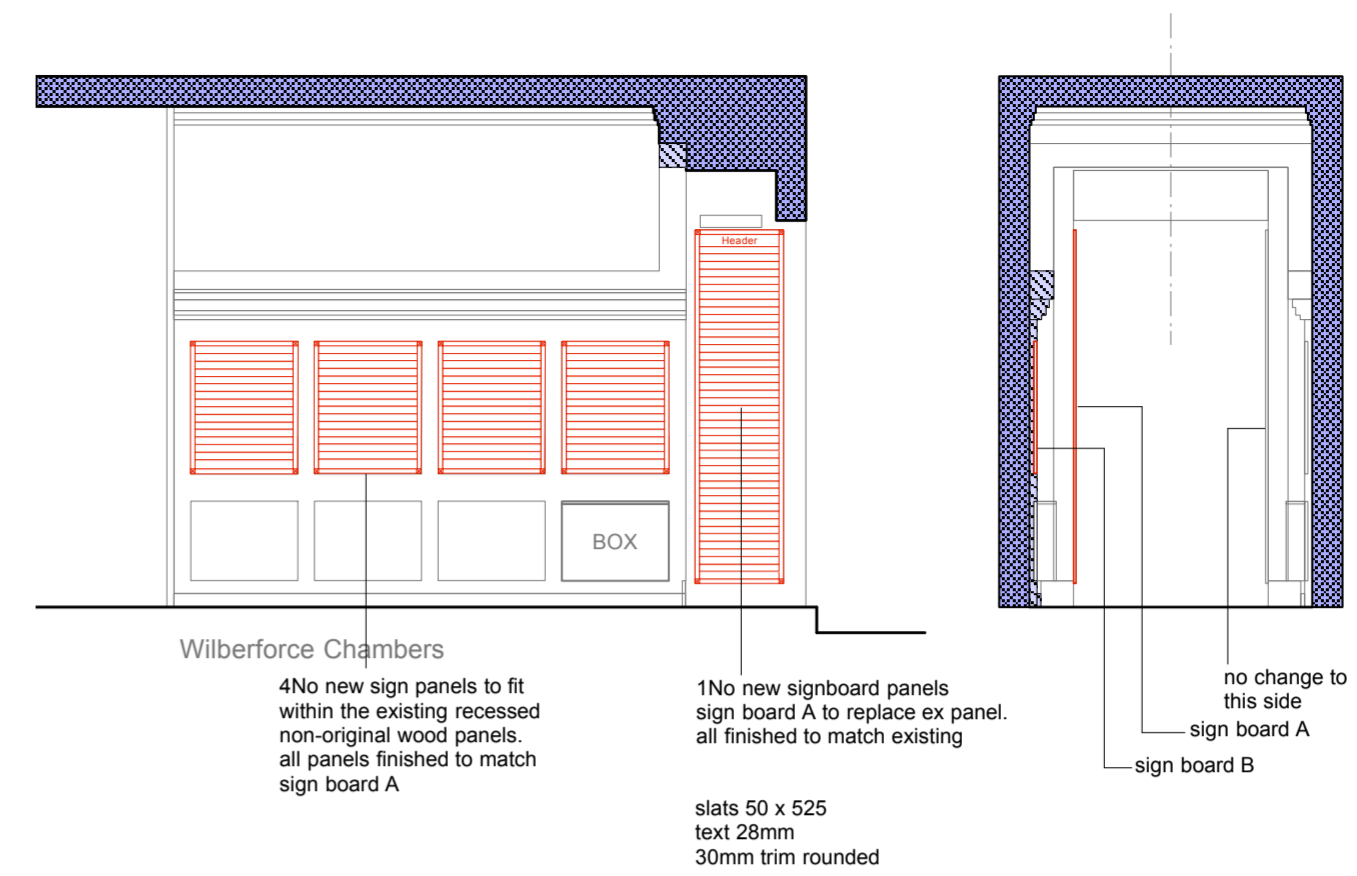 Header
BOX
Wilberforce Chambers
4No new sign panels to fit
within the existing recessed
non-original wood panels.
all panels finished to match
sign board A
1No new signboard panels
sign board A to replace ex panel.
all finished to match existing
slats 50 x 525
text 28mm
30mm trim rounded
no change to
this side
sign board A
sign board B